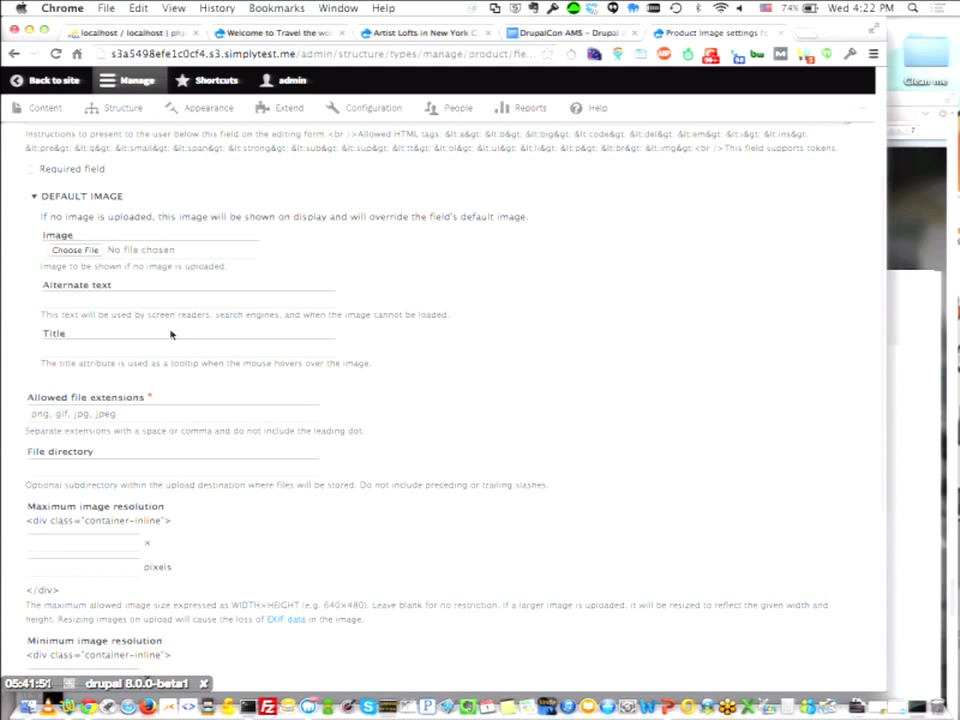 Chrome File Edit View History Bookmarks Window Help 74% Wed 4:22 PM
localhost / localhost | ph Welcome to Travel the wor Artist Lofts in New York C DrupalCon AMS – Drupal Product Image settings f
s3a5498efe1c0cf4.s3.simplytest.me/admin/structure/types/manage/product/fie...
Back to site Manage Shortcuts admin
Clean me
Content Structure Appearance Extend Configuration People Reports Help
Instructions to present to the user below this field on the editing form.<br />Allowed HTML tags: &lt;a&gt; &lt;b&gt; &lt;big&gt; &lt;code&gt; &lt;del&gt; &lt;em&gt; &lt;i&gt; &lt;ins&gt;
&lt;pre&gt; &lt;q&gt; &lt;small&gt; &lt;span&gt; &lt;strong&gt; &lt;sub&gt; &lt;sup&gt; &lt;tt&gt; &lt;ol&gt; &lt;ul&gt; &lt;li&gt; &lt;p&gt; &lt;br&gt; &lt;img&gt;<br />This field supports tokens.
Required field
DEFAULT IMAGE
If no image is uploaded, this image will be shown on display and will override the field's default image.
Image
Choose File No file chosen
Image to be shown if no image is uploaded.
Alternate text
This text will be used by screen readers, search engines, and when the image cannot be loaded.
Title
The title attribute is used as a tooltip when the mouse hovers over the image.
Allowed file extensions *
png, gif, jpg, jpeg
Separate extensions with a space or comma and do not include the leading dot.
File directory
Optional subdirectory within the upload destination where files will be stored. Do not include preceding or trailing slashes.
Maximum image resolution
<div class="container-inline">
×
pixels
</div>
The maximum allowed image size expressed as WIDTH×HEIGHT (e.g. 640×480). Leave blank for no restriction. If a larger image is uploaded, it will be resized to reflect the given width and
height. Resizing images on upload will cause the loss of EXIF data in the image.
Minimum image resolution
<div class="container-inline">
05:41:51 drupal 8.0.0-beta1 X